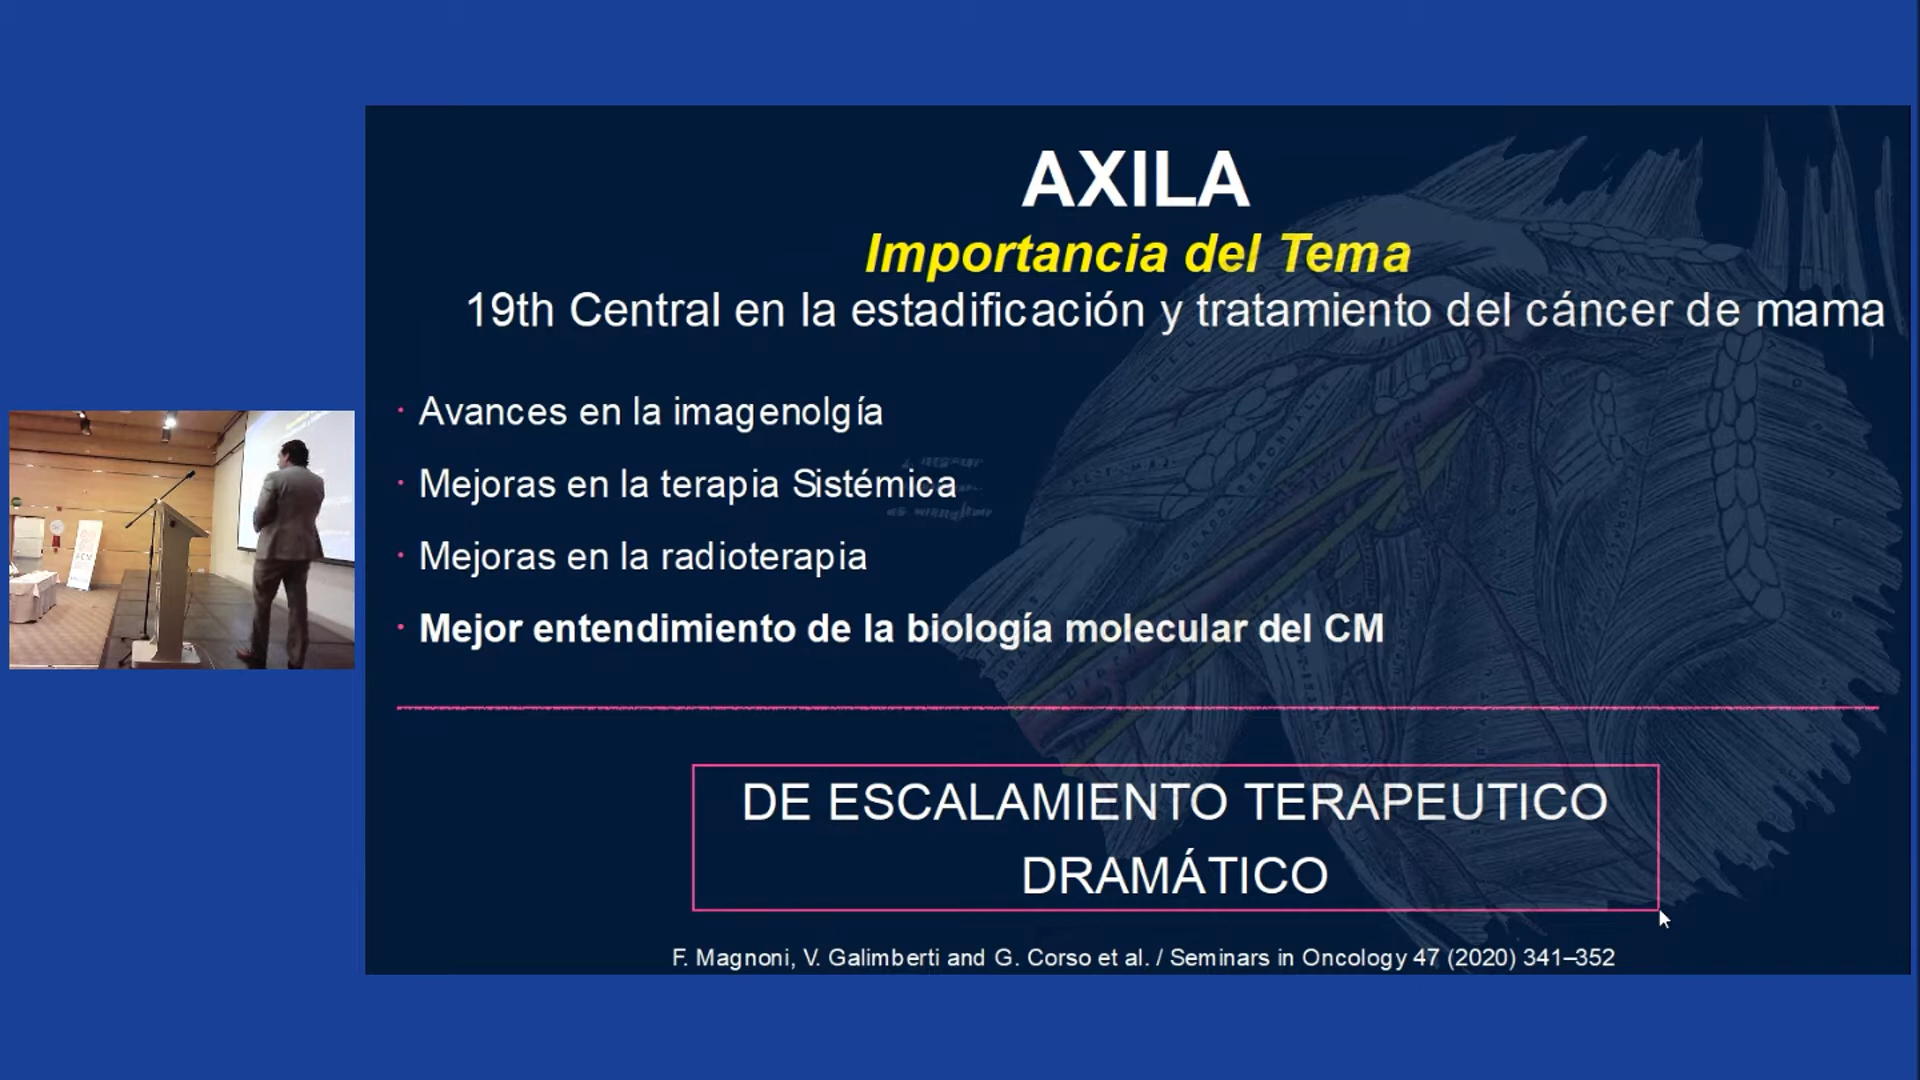 AXILA
Importancia del Tema
19th Central en la estadificación y tratamiento del cáncer de mama
· Avances en la imagenolgía
· Mejoras en la terapia Sistémica
· Mejoras en la radioterapia
· Mejor entendimiento de la biología molecular del CM
DE ESCALAMIENTO TERAPEUTICO
DRAMÁTICO
F. Magnoni, V. Galimberti and G. Corso et al. / Seminars in Oncology 47 (2020) 341–352